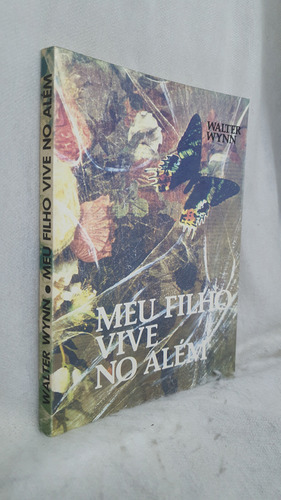 WALTER WYNN • MEU FILHO VIVE NO ALÉM
WALTER
WYNN
MEU FILHO
VIVE
NO ALÉM